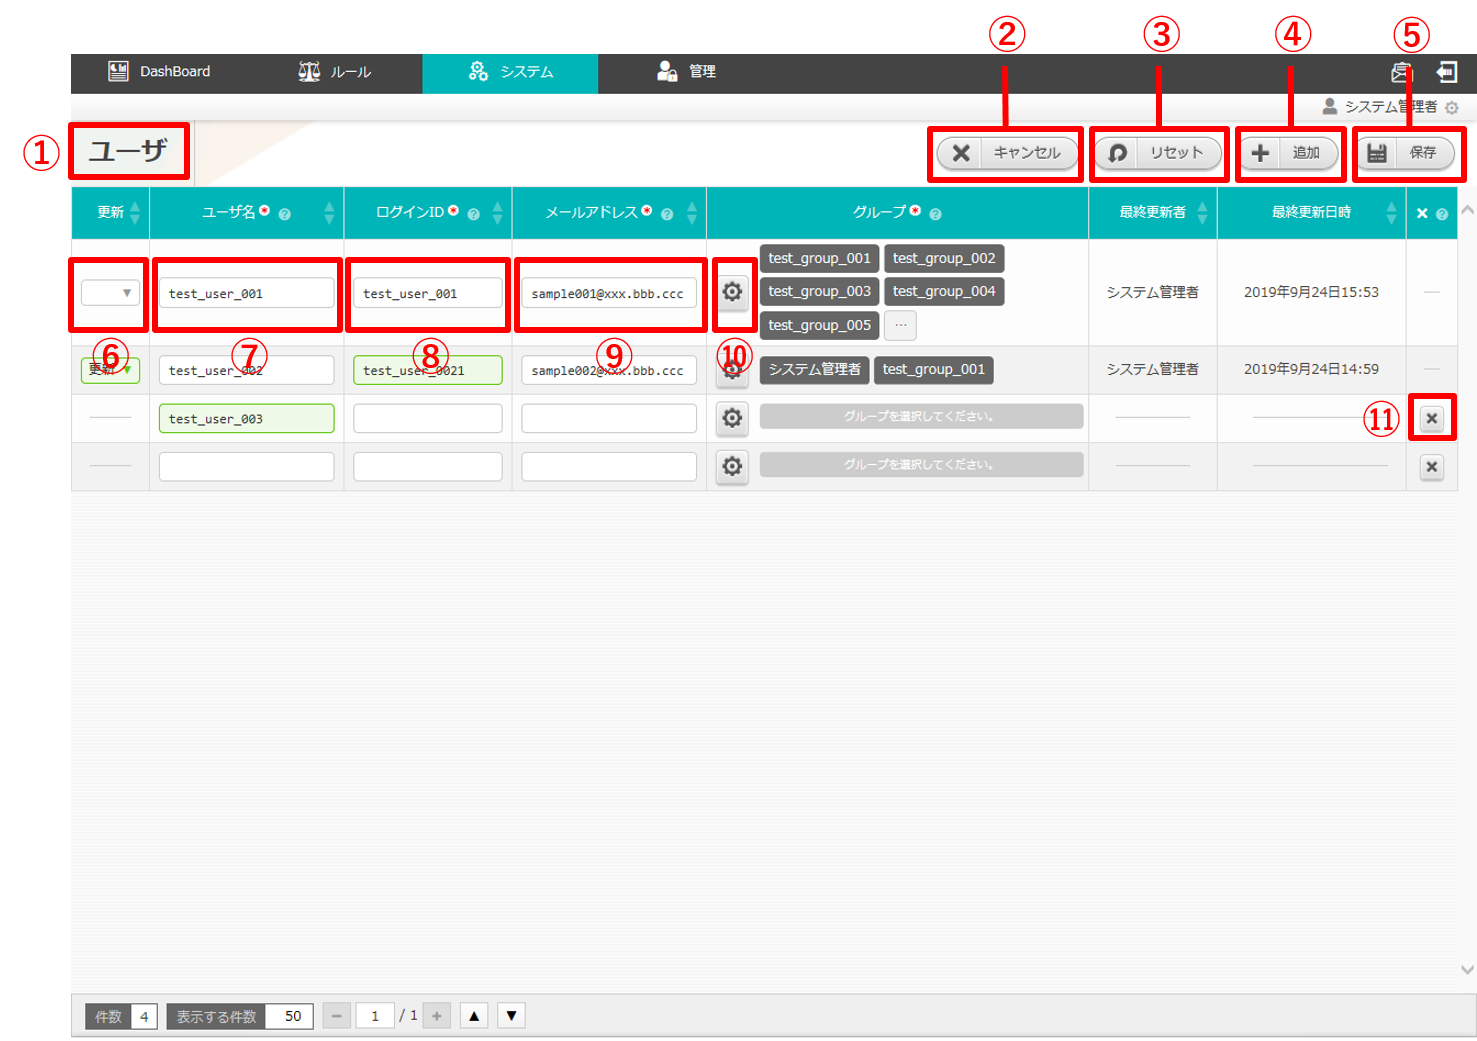 ② ③ ④ ⑤
DashBoard ルール システム 管理
システム管理者
① ユーザ キャンセル リセット 追加 保存
更新 ユーザ名* ログインID* メールアドレス* グループ* 最終更新者 最終更新日時 ×
test_group_001 test_group_002
test_user_001 test_user_001 sample001@xxx.bbb.ccc test_group_003 test_group_004 システム管理者 2019年9月24日15:53
test_group_005 …
⑥ ⑦ ⑧ ⑨ ⑩
更新 test_user_002 test_user_0021 sample002@xxx.bbb.ccc システム管理者 test_group_001 システム管理者 2019年9月24日14:59
test_user_003 グループを選択してください。 ⑪ ×
グループを選択してください。 ×
件数 4 表示する件数 50 − 1 / 1 + ▲ ▼